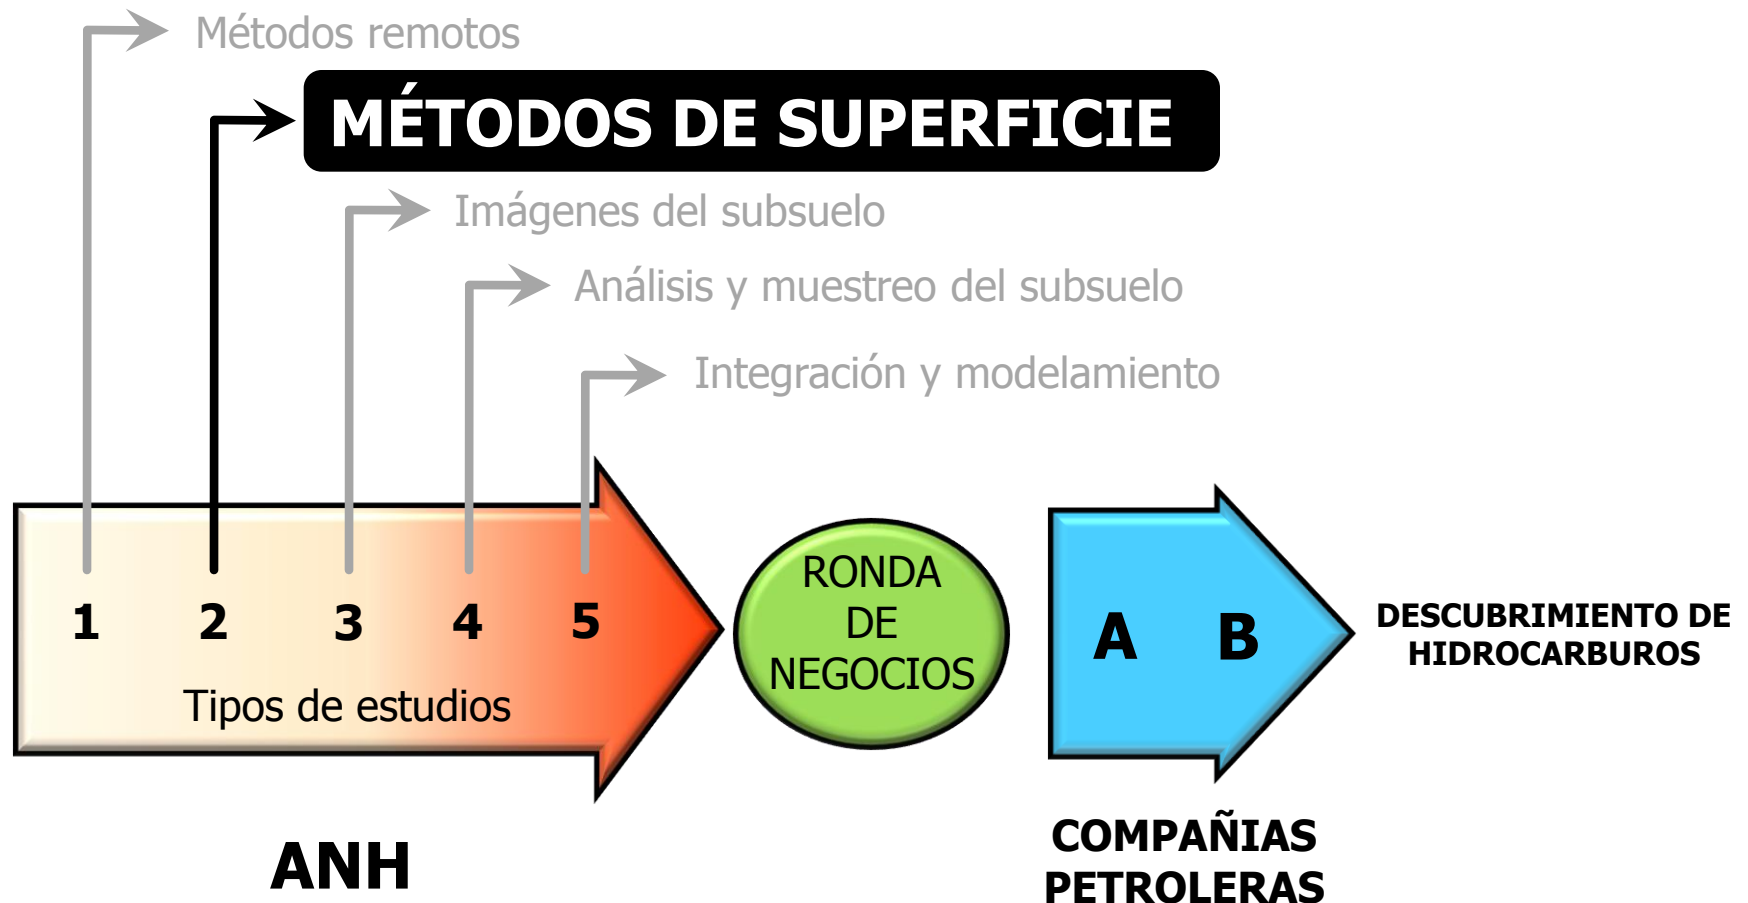 Métodos remotos
MÉTODOS DE SUPERFICIE
Imágenes del subsuelo
Análisis y muestreo del subsuelo
Integración y modelamiento
1 2 3 4 5
Tipos de estudios
ANH
RONDA
DE
NEGOCIOS
A B
COMPAÑIAS
PETROLERAS
DESCUBRIMIENTO DE
HIDROCARBUROS